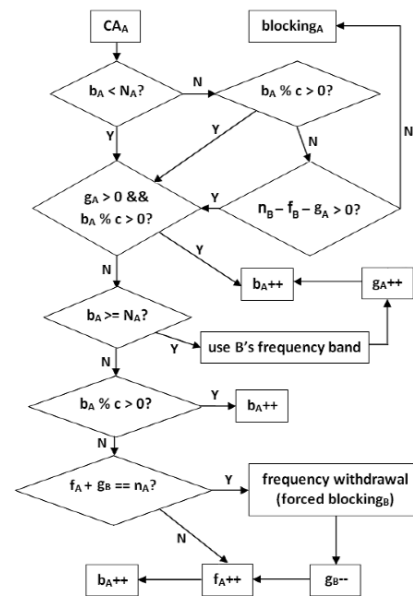 CA_A
blocking_A
b_A < N_A?
N
b_A % c > 0?
Y
Y
N
N
g_A > 0 &&
b_A % c > 0?
Y
n_B – f_B – g_A > 0?
Y
N
b_A++
g_A++
b_A >= N_A?
Y
use B's frequency band
N
b_A % c > 0?
Y
b_A++
N
f_A + g_B == n_A?
Y
frequency withdrawal
(forced blocking_B)
N
b_A++
f_A++
g_B--